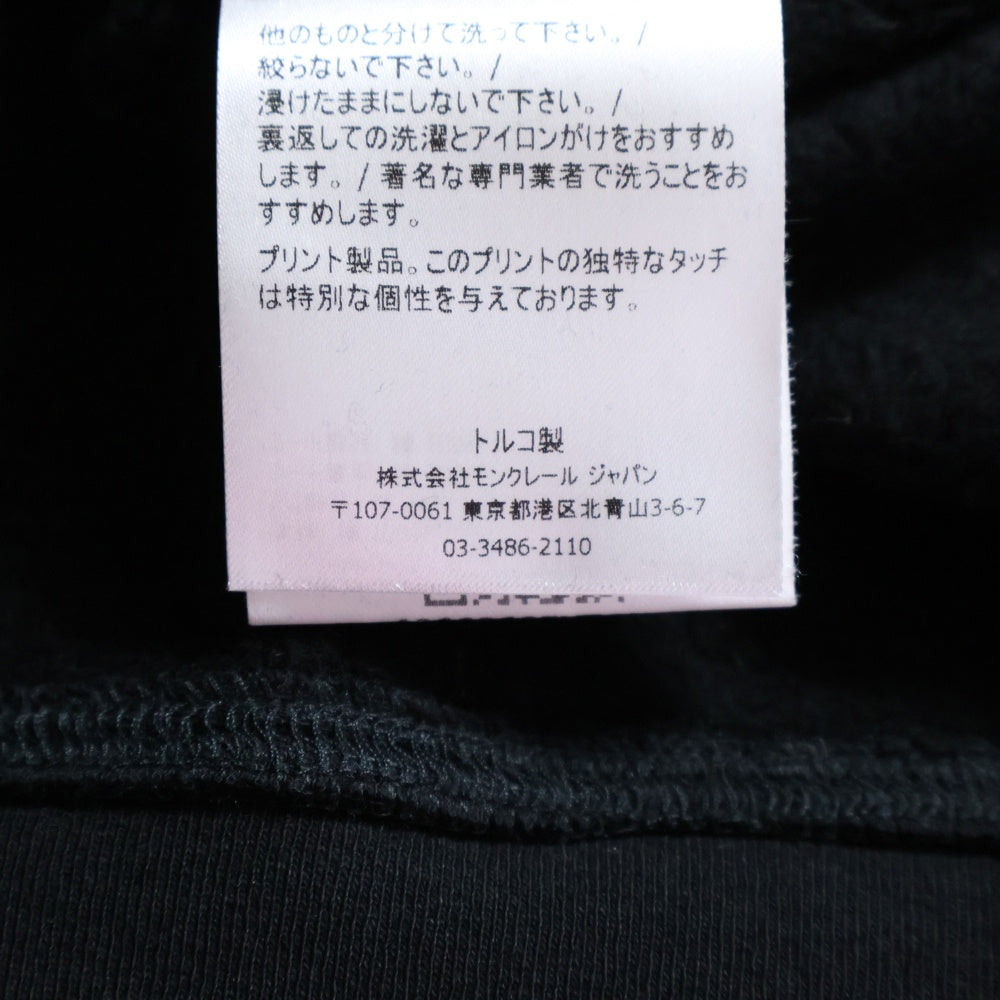 他のものと分けて洗って下さい。/
絞らないで下さい。/
浸けたままにしないで下さい。/
裏返しての洗濯とアイロンがけをおすすめ
します。/ 著名な専門業者で洗うことをお
すすめします。
プリント製品。このプリントの独特なタッチ
は特別な個性を与えております。
トルコ製
株式会社モンクレール ジャパン
〒107-0061 東京都港区北青山3-6-7
03-3486-2110